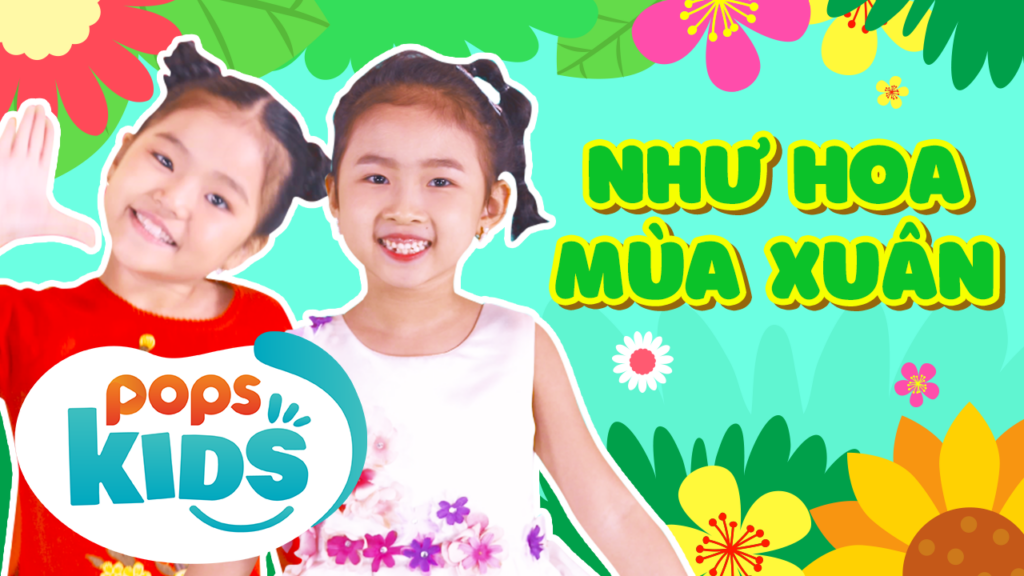 NHƯ HOA
MÙA XUÂN
POPS
KIDS